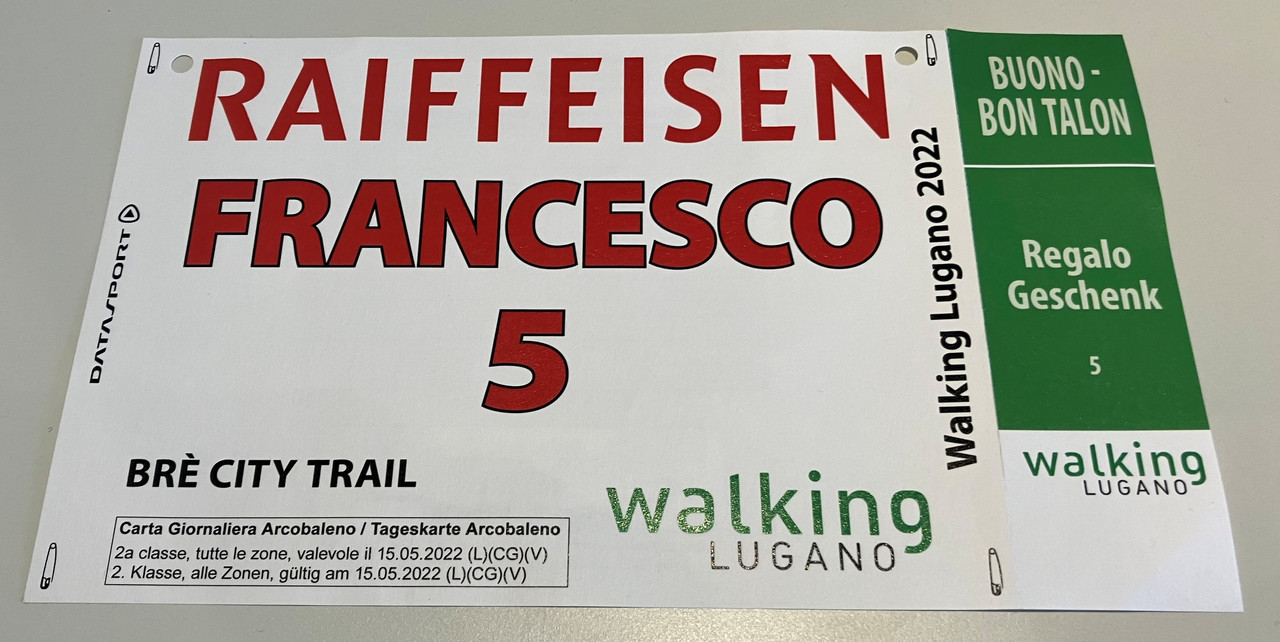 RAIFFEISEN
FRANCESCO
5
DATASPORT
BRÈ CITY TRAIL
Carta Giornaliera Arcobaleno / Tageskarte Arcobaleno
2a classe, tutte le zone, valevole il 15.05.2022 (L)(CG)(V)
2. Klasse, alle Zonen, gültig am 15.05.2022 (L)(CG)(V)
walking
LUGANO
Walking Lugano 2022
BUONO -
BON TALON
Regalo
Geschenk
5
walking
LUGANO